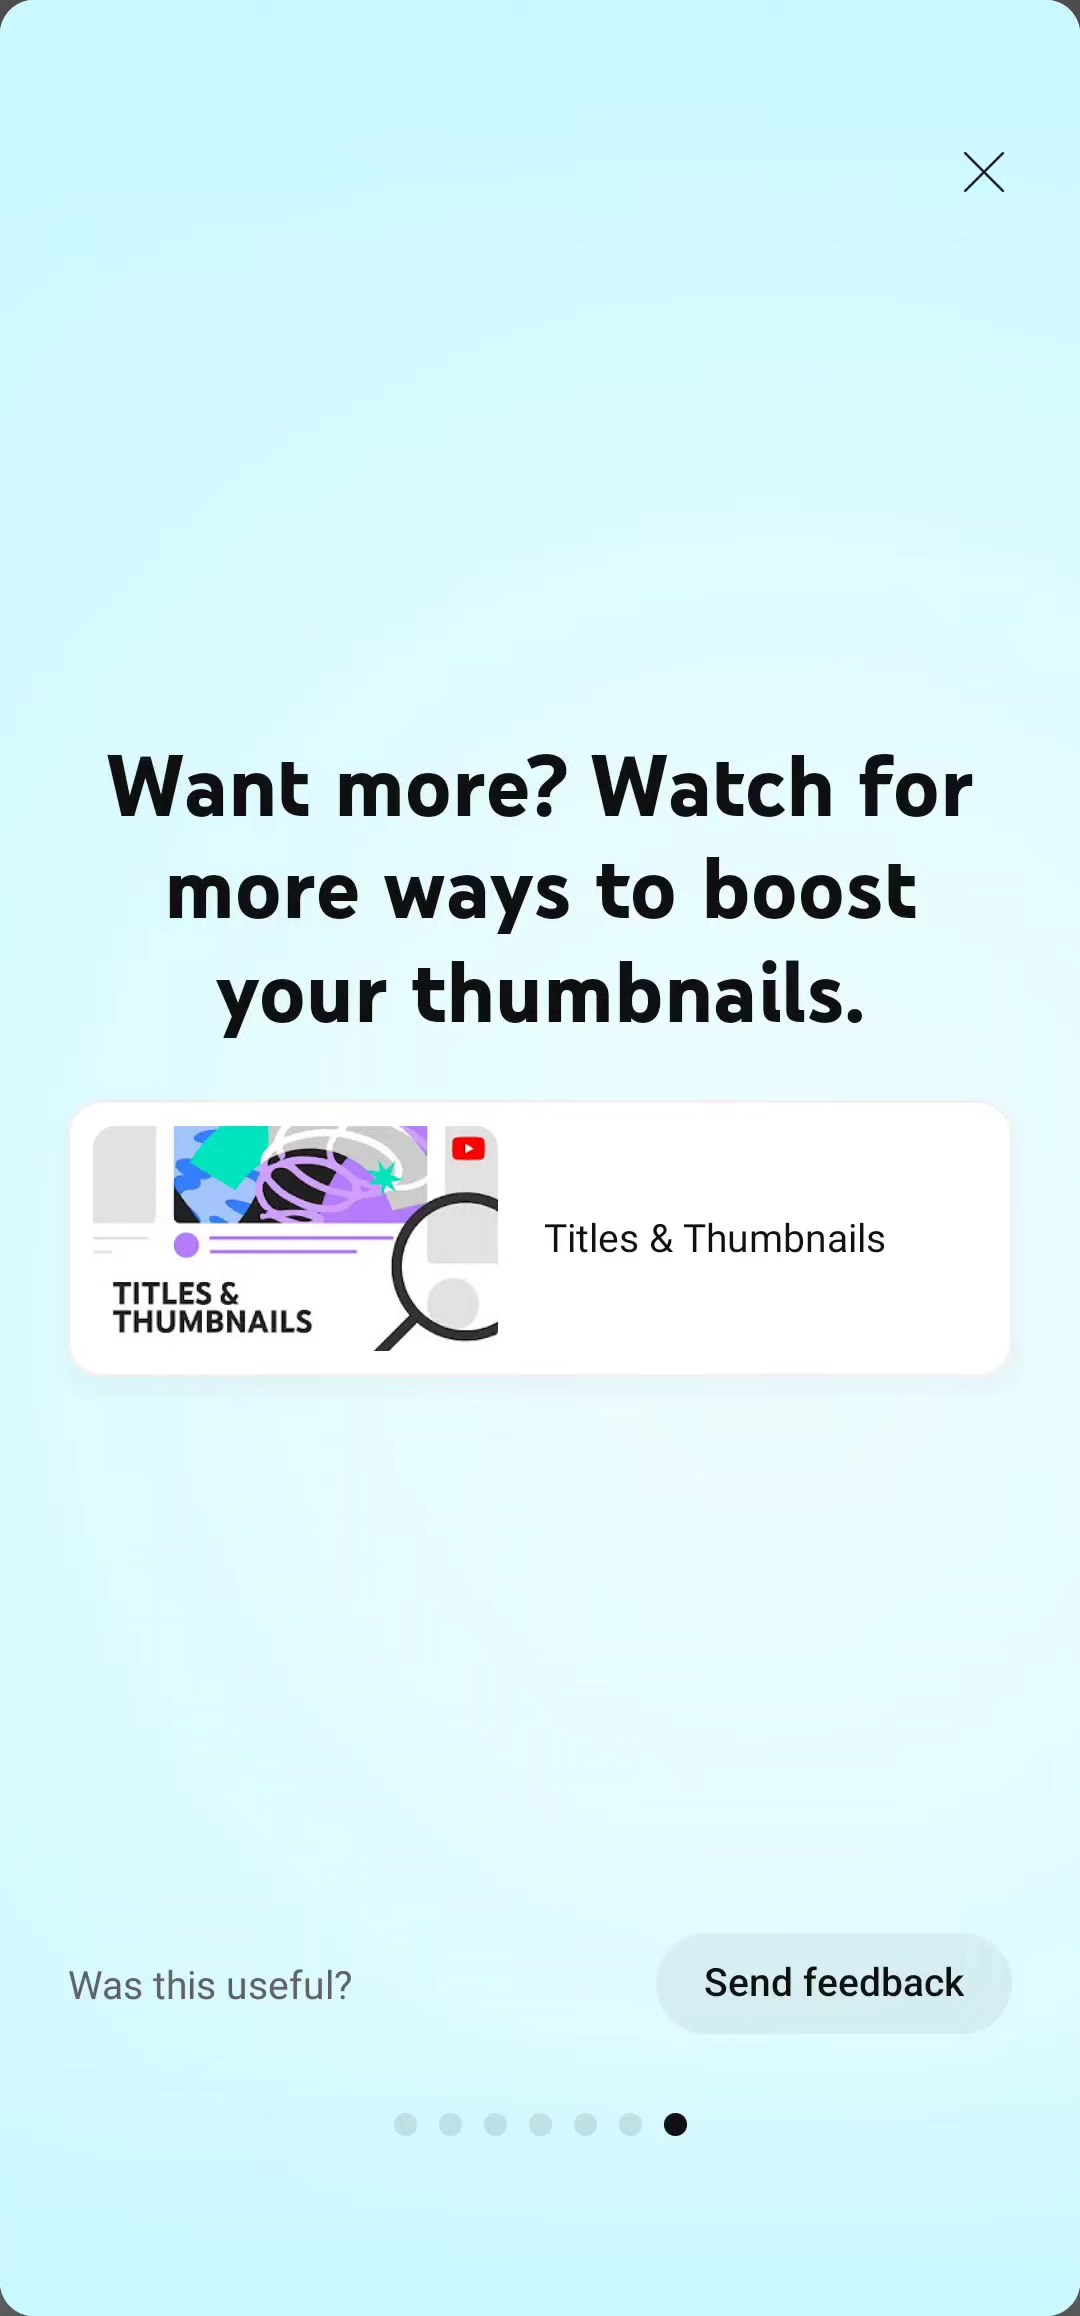 Want more? Watch for
more ways to boost
your thumbnails.
TITLES &
THUMBNAILS
Titles & Thumbnails
Was this useful?
Send feedback